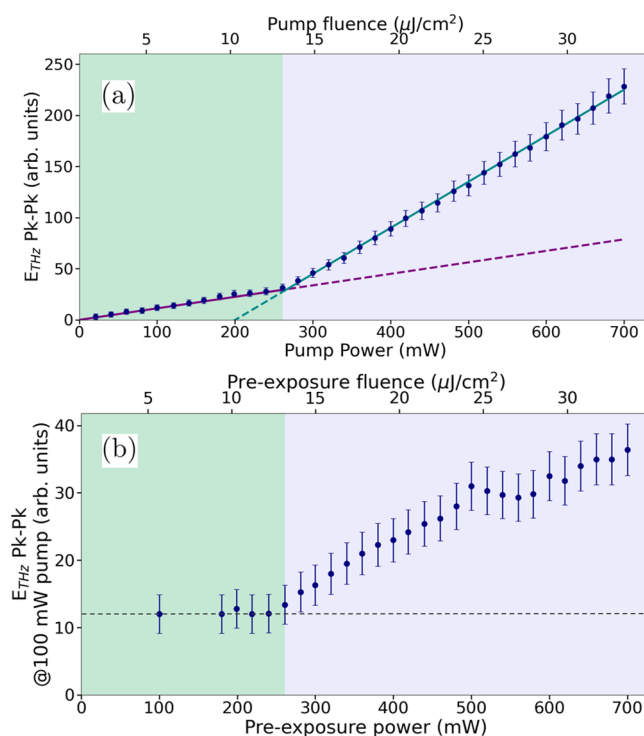 Pump fluence (μJ/cm²)
5 10 15 20 25 30
(a)
E_THz Pk-Pk (arb. units)
250
200
150
100
50
0
0 100 200 300 400 500 600 700
Pump Power (mW)
Pre-exposure fluence (μJ/cm²)
5 10 15 20 25 30
(b)
E_THz Pk-Pk
@100 mW pump (arb. units)
40
30
20
10
0
0 100 200 300 400 500 600 700
Pre-exposure power (mW)